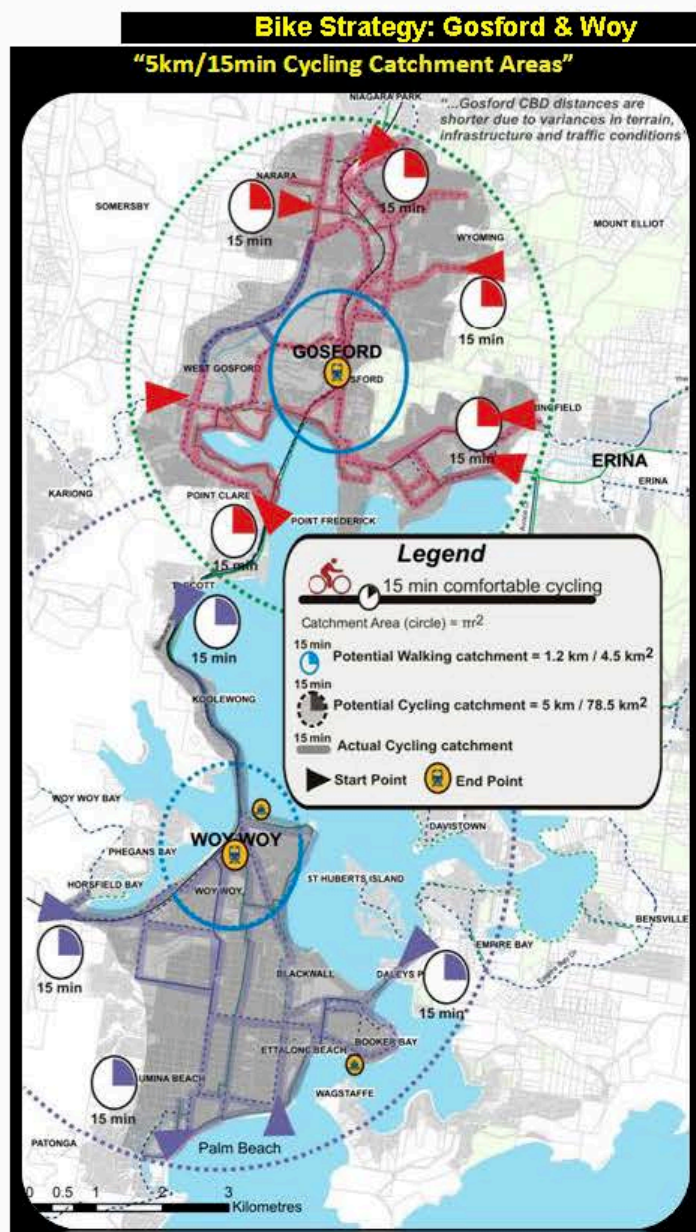 Bike Strategy: Gosford & Woy
“5km/15min Cycling Catchment Areas”
NIAGARA PARK
“...Gosford CBD distances are
shorter due to variances in terrain,
infrastructure and traffic conditions”
NARARA
SOMERSBY
15 min
15 min
MOUNT ELLIOT
WYOMING
15 min
GOSFORD
WEST GOSFORD
SFORD
15 min
INGFIELD
ERINA
ERINA
KARIONG
POINT CLARE
POINT FREDERICK
15 min
SCOTT
15 min
KOOLEWONG
Legend
15 min comfortable cycling
Catchment Area (circle) = πr2
15 min
Potential Walking catchment = 1.2 km / 4.5 km2
15 min
Potential Cycling catchment = 5 km / 78.5 km2
15 min
Actual Cycling catchment
Start Point
End Point
WOY WOY BAY
WOY WOY
DAVISTOWN
PHEGANS BAY
HORSFIELD BAY
WOY WOY
ST HUBERTS ISLAND
BENSVILLE
EMPIRE BAY
15 min
BLACKWALL
DALEYS P
15 min"
ETTALONG BEACH
BOOKER BAY
UMINA BEACH
WAGSTAFFE
15 min
PATONGA
Palm Beach
0 0.5 1 2 3
Kilometres